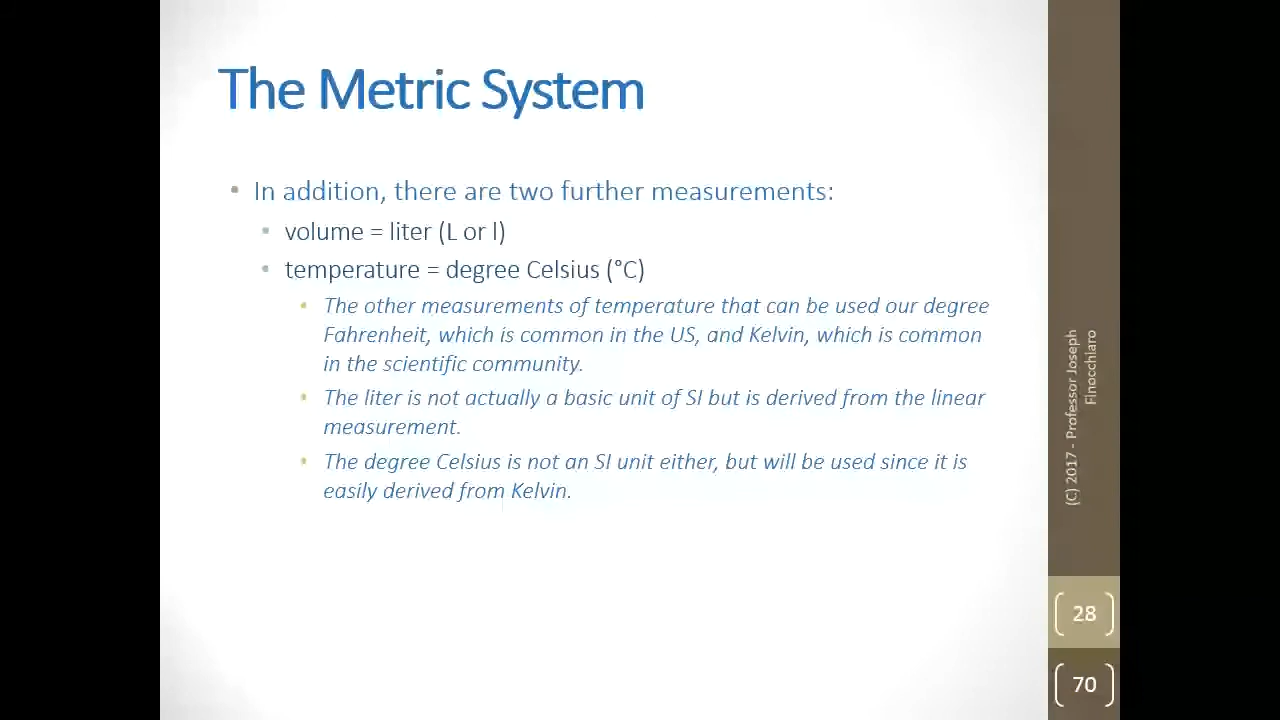 The Metric System
• In addition, there are two further measurements:
• volume = liter (L or l)
• temperature = degree Celsius (°C)
• The other measurements of temperature that can be used our degree
Fahrenheit, which is common in the US, and Kelvin, which is common
in the scientific community.
• The liter is not actually a basic unit of SI but is derived from the linear
measurement.
• The degree Celsius is not an SI unit either, but will be used since it is
easily derived from Kelvin.
(C) 2017 - Professor Joseph
Finocchiaro
28
70